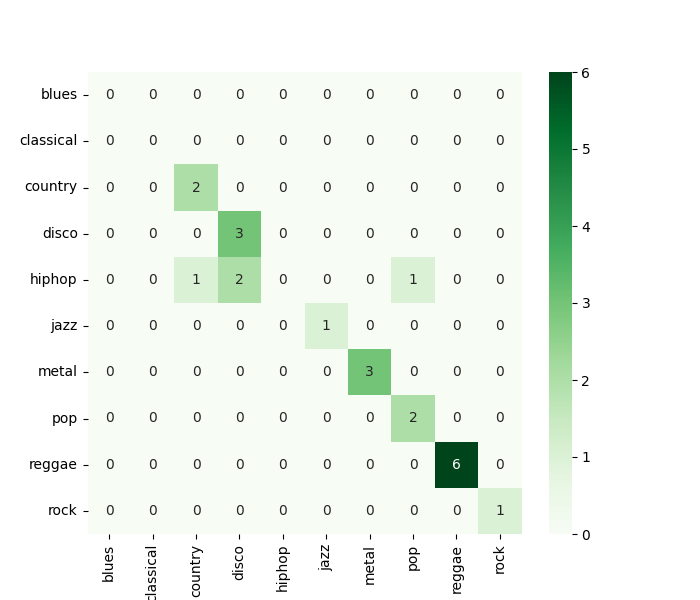 blues 0 0 0 0 0 0 0 0 0 0
classical 0 0 0 0 0 0 0 0 0 0
country 0 0 2 0 0 0 0 0 0 0
disco 0 0 0 3 0 0 0 0 0 0
hiphop 0 0 1 2 0 0 0 1 0 0
jazz 0 0 0 0 0 1 0 0 0 0
metal 0 0 0 0 0 0 3 0 0 0
pop 0 0 0 0 0 0 0 2 0 0
reggae 0 0 0 0 0 0 0 0 6 0
rock 0 0 0 0 0 0 0 0 0 1
blues classical country disco hiphop jazz metal pop reggae rock
6
5
4
3
2
1
0